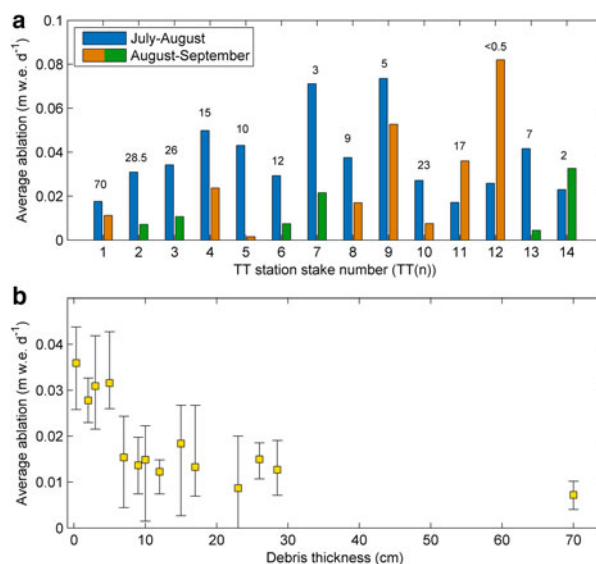 a
July-August
August-September
Average ablation (m w.e. d⁻¹)
0.1
0.08
0.06
0.04
0.02
0
70
28.5
26
15
10
12
3
9
5
23
17
<0.5
7
2
1 2 3 4 5 6 7 8 9 10 11 12 13 14
TT station stake number (TT(n))
b
Average ablation (m w.e. d⁻¹)
0.04
0.03
0.02
0.01
0
0 10 20 30 40 50 60 70
Debris thickness (cm)